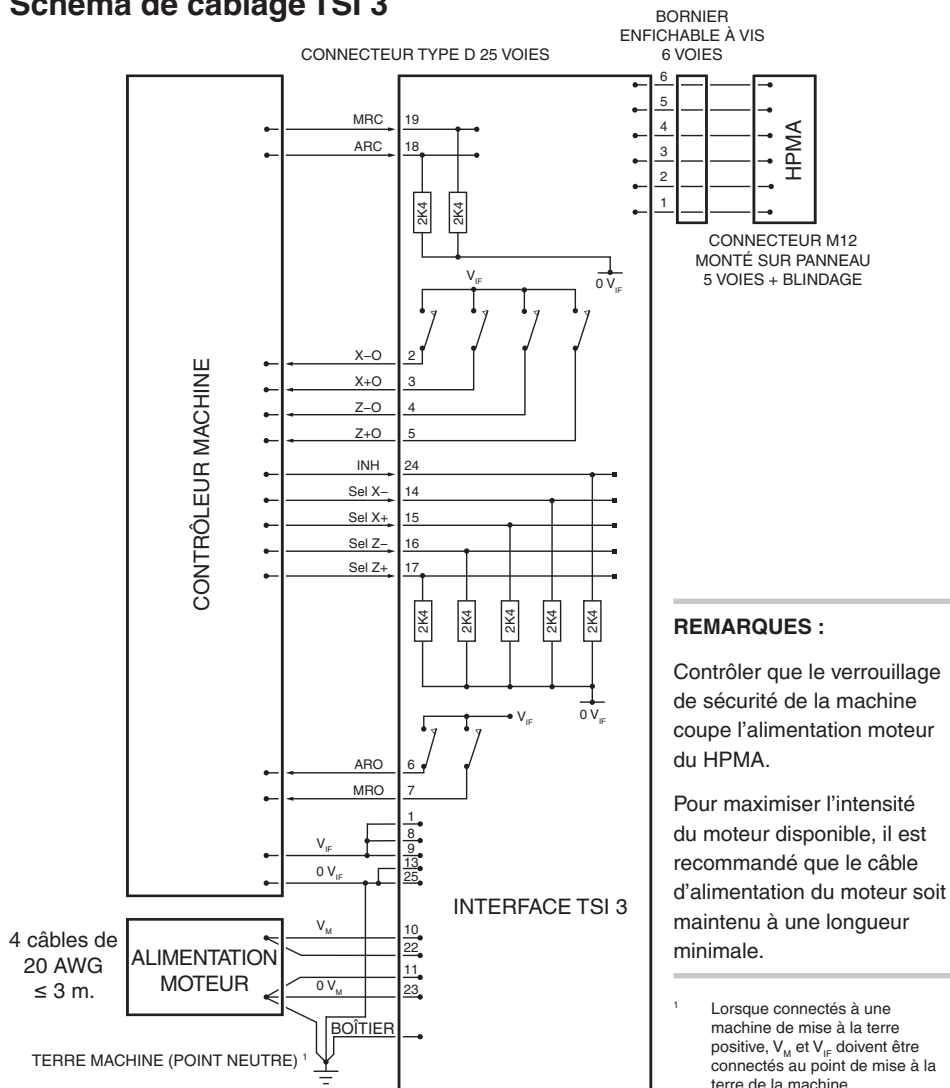 Schéma de câblage TSI 3
BORNIER
ENFICHABLE À VIS
6 VOIES
CONNECTEUR TYPE D 25 VOIES
6
5
4
3
2
1
HPMA
CONNECTEUR M12
MONTÉ SUR PANNEAU
5 VOIES + BLINDAGE
CONTRÔLEUR MACHINE
MRC 19
ARC 18
2K4 2K4
0 VIF
VIF
X–O 2
X+O 3
Z–O 4
Z+O 5
INH 24
Sel X– 14
Sel X+ 15
Sel Z– 16
Sel Z+ 17
2K4 2K4 2K4 2K4 2K4
0 VIF
VIF
ARO 6
MRO 7
1
8
VIF 9
13
0 VIF 25
INTERFACE TSI 3
4 câbles de
20 AWG
≤ 3 m.
ALIMENTATION
MOTEUR
VM 10
22
11
0 VM 23
BOÎTIER
TERRE MACHINE (POINT NEUTRE) 1
REMARQUES :
Contrôler que le verrouillage
de sécurité de la machine
coupe l’alimentation moteur
du HPMA.
Pour maximiser l’intensité
du moteur disponible, il est
recommandé que le câble
d’alimentation du moteur soit
maintenu à une longueur
minimale.
1 Lorsque connectés à une
machine de mise à la terre
positive, VM et VIF doivent être
connectés au point de mise à la
terre de la machine